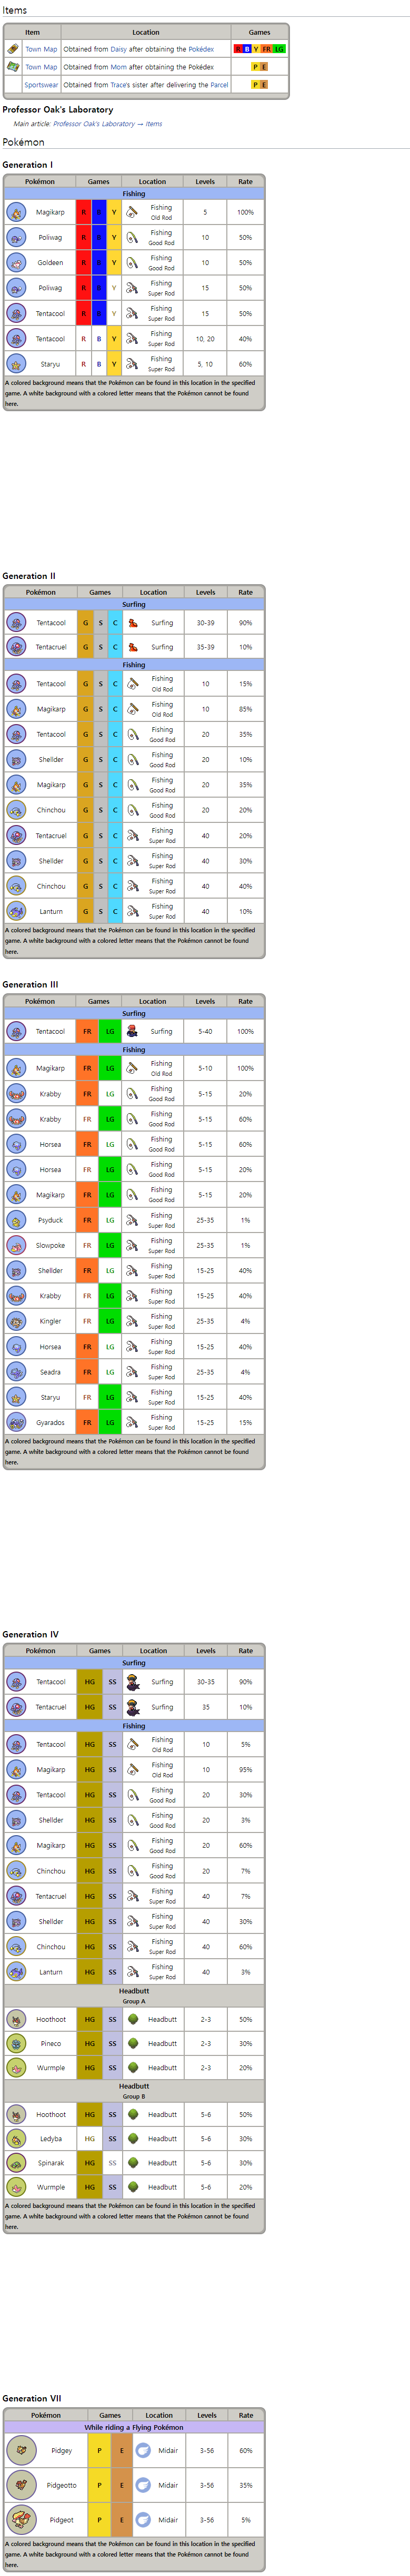 Items
Item Location Games
Town Map Obtained from Daisy after obtaining the Pokédex R B Y FR LG
Town Map Obtained from Mom after obtaining the Pokédex P E
Sportswear Obtained from Trace's sister after delivering the Parcel P E
Professor Oak's Laboratory
Main article: Professor Oak's Laboratory → Items
Pokémon
Generation I
Pokémon Games Location Levels Rate
Fishing
Magikarp R B Y Fishing Old Rod 5 100%
Poliwag R B Y Fishing Good Rod 10 50%
Goldeen R B Y Fishing Good Rod 10 50%
Poliwag R B Y Fishing Super Rod 15 50%
Tentacool R B Y Fishing Super Rod 15 50%
Tentacool R B Y Fishing Super Rod 10, 20 40%
Staryu R B Y Fishing Super Rod 5, 10 60%
A colored background means that the Pokémon can be found in this location in the specified
game. A white background with a colored letter means that the Pokémon cannot be found
here.
Generation II
Pokémon Games Location Levels Rate
Surfing
Tentacool G S C Surfing 30-39 90%
Tentacruel G S C Surfing 35-39 10%
Fishing
Tentacool G S C Fishing Old Rod 10 15%
Magikarp G S C Fishing Old Rod 10 85%
Tentacool G S C Fishing Good Rod 20 35%
Shellder G S C Fishing Good Rod 20 10%
Magikarp G S C Fishing Good Rod 20 35%
Chinchou G S C Fishing Good Rod 20 20%
Tentacruel G S C Fishing Super Rod 40 20%
Shellder G S C Fishing Super Rod 40 30%
Chinchou G S C Fishing Super Rod 40 40%
Lanturn G S C Fishing Super Rod 40 10%
A colored background means that the Pokémon can be found in this location in the specified
game. A white background with a colored letter means that the Pokémon cannot be found
here.
Generation III
Pokémon Games Location Levels Rate
Surfing
Tentacool FR LG Surfing 5-40 100%
Fishing
Magikarp FR LG Fishing Old Rod 5-10 100%
Krabby FR LG Fishing Good Rod 5-15 20%
Krabby FR LG Fishing Good Rod 5-15 60%
Horsea FR LG Fishing Good Rod 5-15 60%
Horsea FR LG Fishing Good Rod 5-15 20%
Magikarp FR LG Fishing Good Rod 5-15 20%
Psyduck FR LG Fishing Super Rod 25-35 1%
Slowpoke FR LG Fishing Super Rod 25-35 1%
Shellder FR LG Fishing Super Rod 15-25 40%
Krabby FR LG Fishing Super Rod 15-25 40%
Kingler FR LG Fishing Super Rod 25-35 4%
Horsea FR LG Fishing Super Rod 15-25 40%
Seadra FR LG Fishing Super Rod 25-35 4%
Staryu FR LG Fishing Super Rod 15-25 40%
Gyarados FR LG Fishing Super Rod 15-25 15%
A colored background means that the Pokémon can be found in this location in the specified
game. A white background with a colored letter means that the Pokémon cannot be found
here.
Generation IV
Pokémon Games Location Levels Rate
Surfing
Tentacool HG SS Surfing 30-35 90%
Tentacruel HG SS Surfing 35 10%
Fishing
Tentacool HG SS Fishing Old Rod 10 5%
Magikarp HG SS Fishing Old Rod 10 95%
Tentacool HG SS Fishing Good Rod 20 30%
Shellder HG SS Fishing Good Rod 20 3%
Magikarp HG SS Fishing Good Rod 20 60%
Chinchou HG SS Fishing Good Rod 20 7%
Tentacruel HG SS Fishing Super Rod 40 7%
Shellder HG SS Fishing Super Rod 40 30%
Chinchou HG SS Fishing Super Rod 40 60%
Lanturn HG SS Fishing Super Rod 40 3%
Headbutt
Group A
Hoothoot HG SS Headbutt 2-3 50%
Pineco HG SS Headbutt 2-3 30%
Wurmple HG SS Headbutt 2-3 20%
Headbutt
Group B
Hoothoot HG SS Headbutt 5-6 50%
Ledyba HG SS Headbutt 5-6 30%
Spinarak HG SS Headbutt 5-6 30%
Wurmple HG SS Headbutt 5-6 20%
A colored background means that the Pokémon can be found in this location in the specified
game. A white background with a colored letter means that the Pokémon cannot be found
here.
Generation VII
Pokémon Games Location Levels Rate
While riding a Flying Pokémon
Pidgey P E Midair 3-56 60%
Pidgeotto P E Midair 3-56 35%
Pidgeot P E Midair 3-56 5%
A colored background means that the Pokémon can be found in this location in the specified
game. A white background with a colored letter means that the Pokémon cannot be found
here.